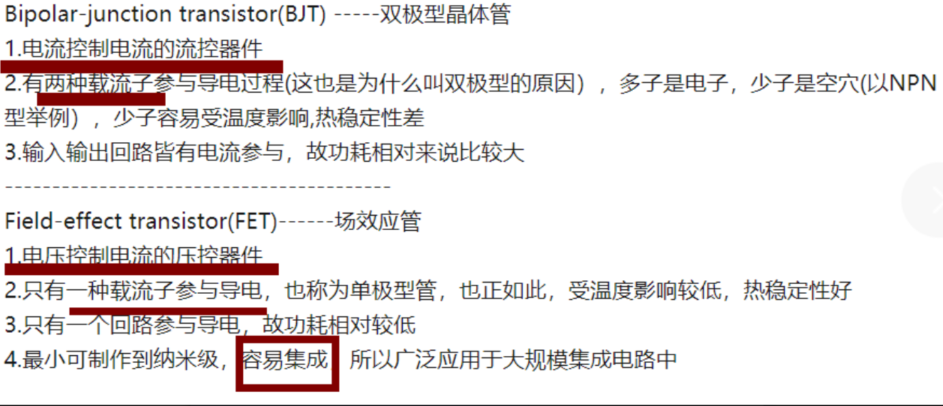 Bipolar-junction transistor(BJT) -----双极型晶体管
1.电流控制电流的流控器件
2.有两种载流子参与导电过程(这也是为什么叫双极型的原因），多子是电子，少子是空穴(以NPN
型举例），少子容易受温度影响,热稳定性差
3.输入输出回路皆有电流参与，故功耗相对来说比较大
-----------------------------------------
Field-effect transistor(FET)------场效应管
1.电压控制电流的压控器件
2.只有一种载流子参与导电，也称为单极型管，也正如此，受温度影响较低，热稳定性好
3.只有一个回路参与导电，故功耗相对较低
4.最小可制作到纳米级，容易集成，所以广泛应用于大规模集成电路中